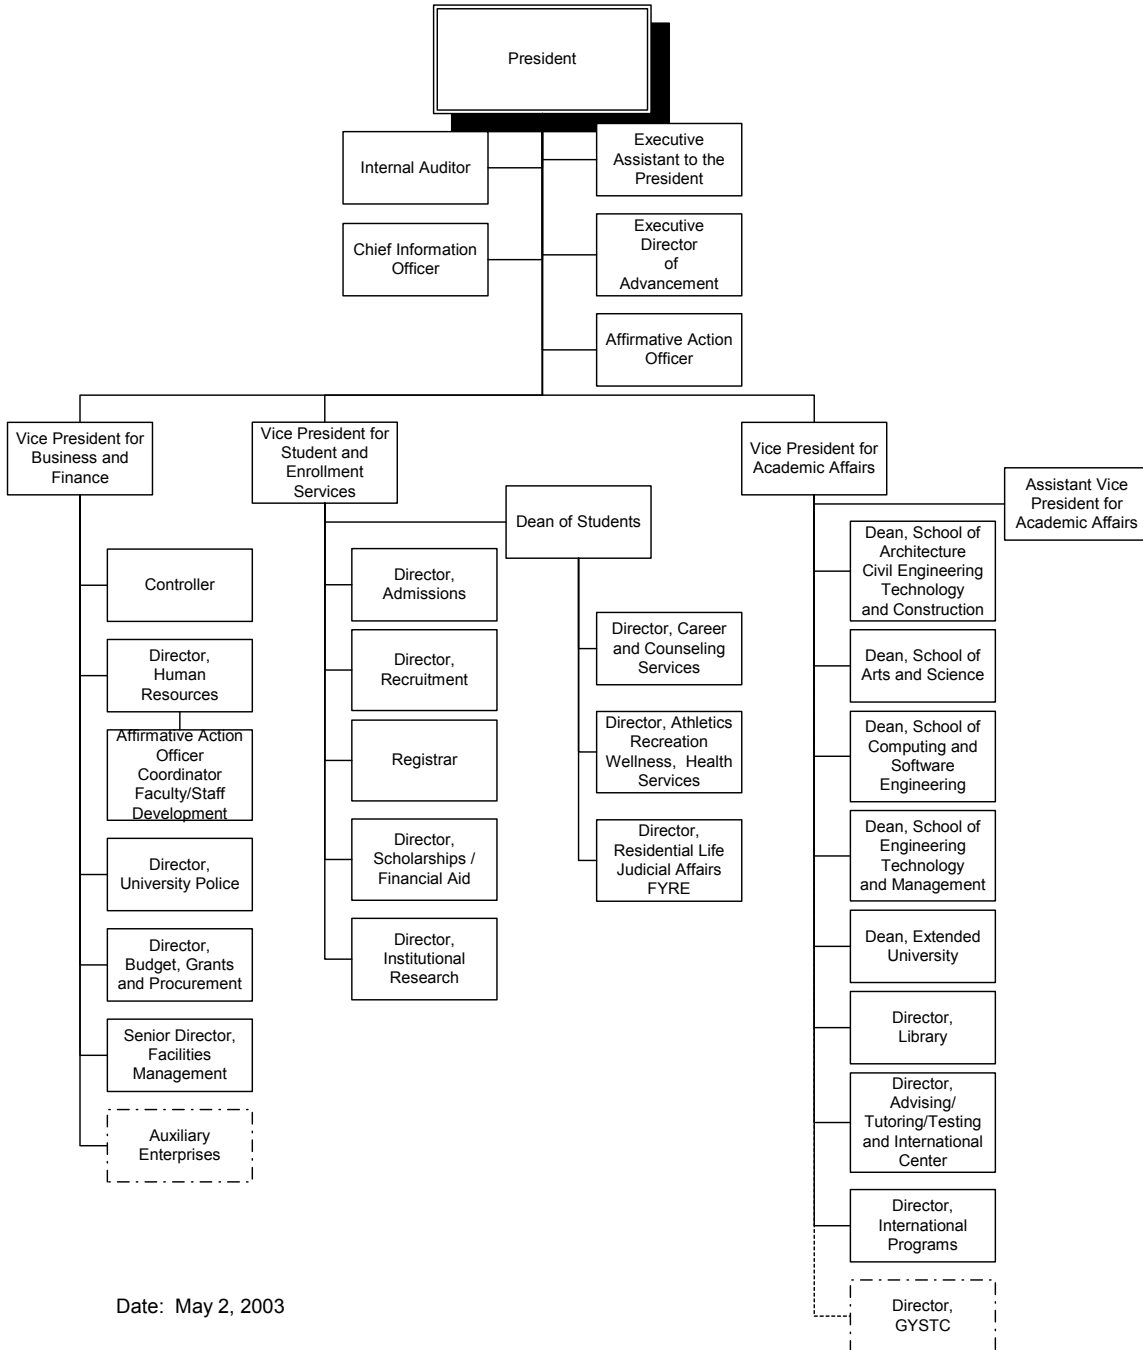 President
Internal Auditor
Executive
Assistant to the
President
Chief Information
Officer
Executive
Director
of
Advancement
Affirmative Action
Officer
Vice President for
Business and
Finance
Controller
Director,
Human
Resources
Affirmative Action
Officer
Coordinator
Faculty/Staff
Development
Director,
University Police
Director,
Budget, Grants
and Procurement
Senior Director,
Facilities
Management
Auxiliary
Enterprises
Vice President for
Student and
Enrollment
Services
Director,
Admissions
Director,
Recruitment
Registrar
Director,
Scholarships /
Financial Aid
Director,
Institutional
Research
Dean of Students
Director, Career
and Counseling
Services
Director, Athletics
Recreation
Wellness, Health
Services
Director,
Residential Life
Judicial Affairs
FYRE
Vice President for
Academic Affairs
Assistant Vice
President for
Academic Affairs
Dean, School of
Architecture
Civil Engineering
Technology
and Construction
Dean, School of
Arts and Science
Dean, School of
Computing and
Software
Engineering
Dean, School of
Engineering
Technology
and Management
Dean, Extended
University
Director,
Library
Director,
Advising/
Tutoring/Testing
and International
Center
Director,
International
Programs
Director,
GYSTC
Date: May 2, 2003